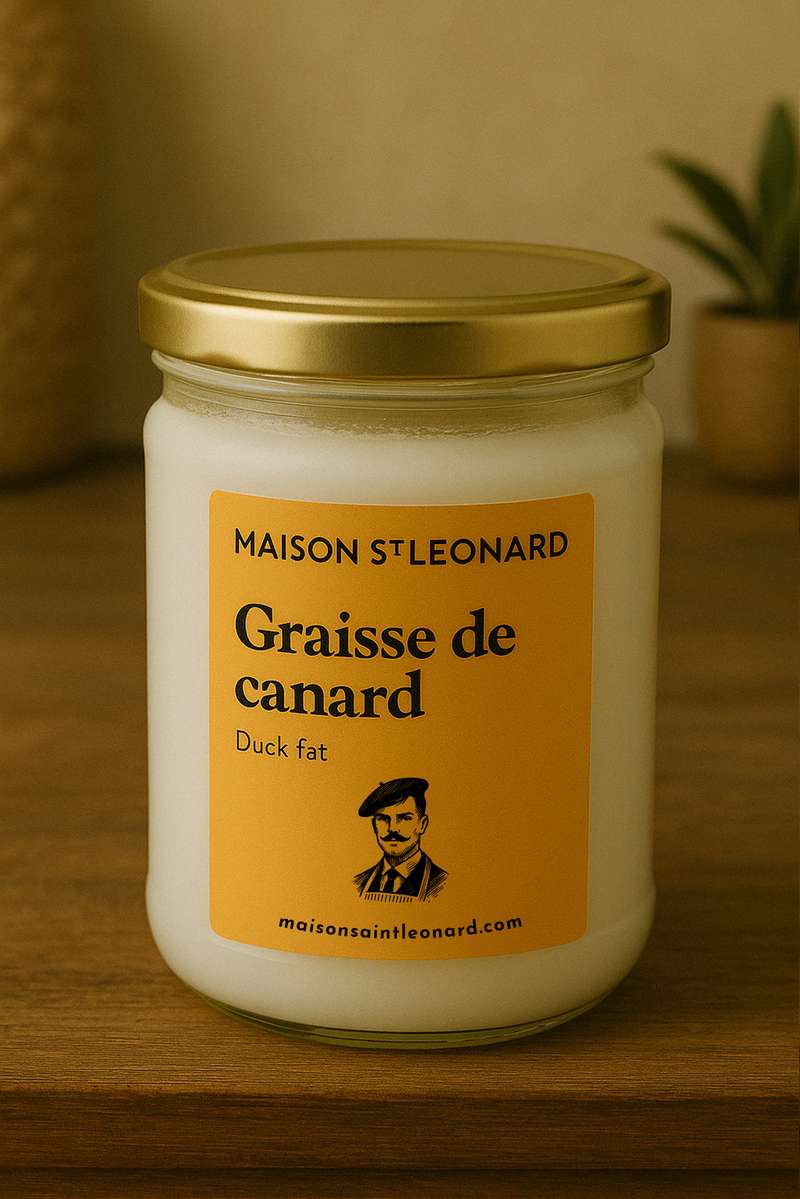 MAISON ST LEONARD
Graisse de
canard
Duck fat
maisonsaintleonard.com